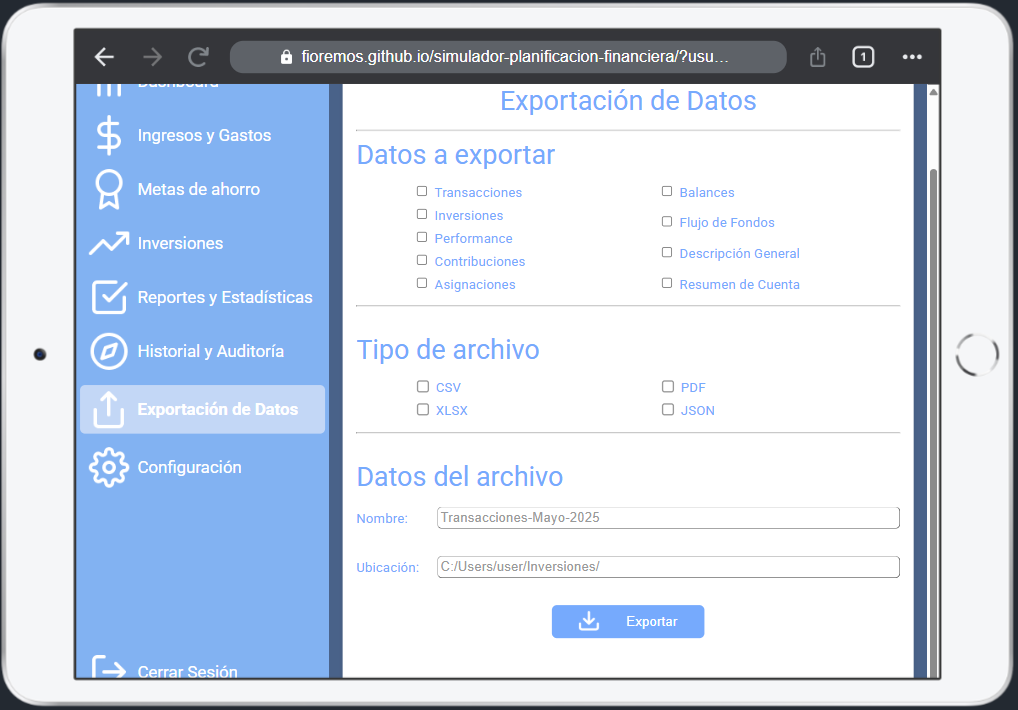 fioremos.github.io/simulador-planificacion-financiera/?usu...
1
Dashboard
Ingresos y Gastos
Metas de ahorro
Inversiones
Reportes y Estadísticas
Historial y Auditoría
Exportación de Datos
Configuración
Cerrar Sesión
Exportación de Datos
Datos a exportar
Transacciones
Inversiones
Performance
Contribuciones
Asignaciones
Balances
Flujo de Fondos
Descripción General
Resumen de Cuenta
Tipo de archivo
CSV
XLSX
PDF
JSON
Datos del archivo
Nombre: Transacciones-Mayo-2025
Ubicación: C:/Users/user/Inversiones/
Exportar